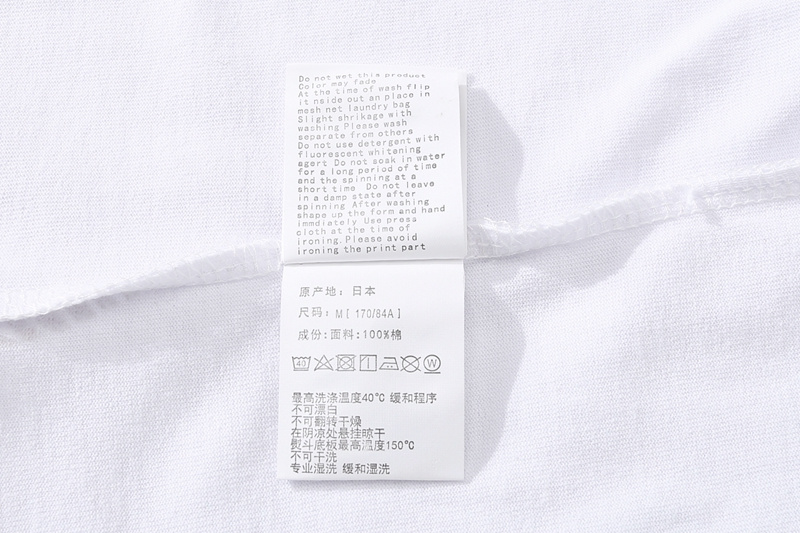 Do not wet this product
Color may fade
At the time of wash flip
it nside out an place in
mesh net laundry bag
Slight shrikage with
washing Please wash
separate from others
Do not use detergent with
fluorescent whitening
agert Do not soak in water
for a long period of time
and the spinning at a
short time Do not leave
in a damp state after
spinning After washing
shape up the form and hand
immdiately Use press
cloth at the time of
ironing. Please avoid
ironing the print part
原产地: 日本
尺码: M[ 170/84A]
成份:面料:100%棉
40 W
最高洗涤温度40℃ 缓和程序
不可漂白
不可翻转干燥
在阴凉处悬挂晾干
熨斗底板最高温度150℃
不可干洗
专业湿洗 缓和湿洗